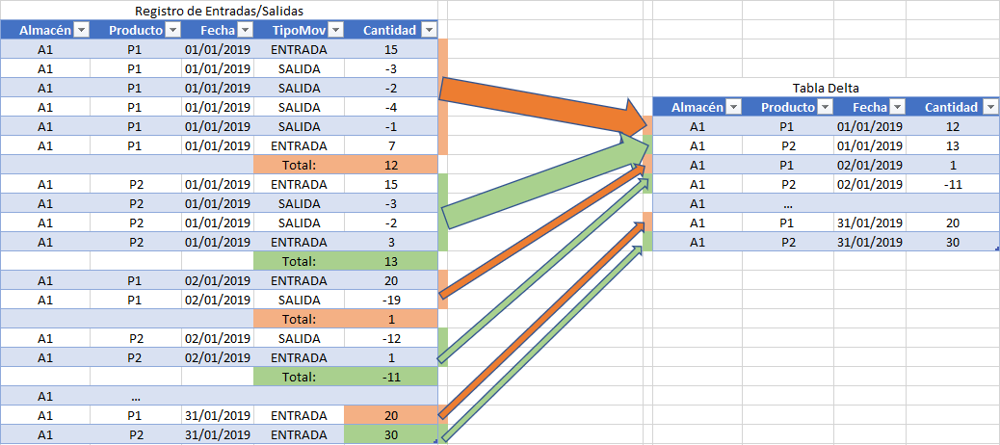 Registro de Entradas/Salidas
Almacén Producto Fecha TipoMov Cantidad
A1 P1 01/01/2019 ENTRADA 15
A1 P1 01/01/2019 SALIDA -3
A1 P1 01/01/2019 SALIDA -2
A1 P1 01/01/2019 SALIDA -4
A1 P1 01/01/2019 SALIDA -1
A1 P1 01/01/2019 ENTRADA 7
Total: 12
A1 P2 01/01/2019 ENTRADA 15
A1 P2 01/01/2019 SALIDA -3
A1 P2 01/01/2019 SALIDA -2
A1 P2 01/01/2019 ENTRADA 3
Total: 13
A1 P1 02/01/2019 ENTRADA 20
A1 P1 02/01/2019 SALIDA -19
Total: 1
A1 P2 02/01/2019 SALIDA -12
A1 P2 02/01/2019 ENTRADA 1
Total: -11
A1 ...
A1 P1 31/01/2019 ENTRADA 20
A1 P2 31/01/2019 ENTRADA 30
Tabla Delta
Almacén Producto Fecha Cantidad
A1 P1 01/01/2019 12
A1 P2 01/01/2019 13
A1 P1 02/01/2019 1
A1 P2 02/01/2019 -11
A1 ...
A1 P1 31/01/2019 20
A1 P2 31/01/2019 30